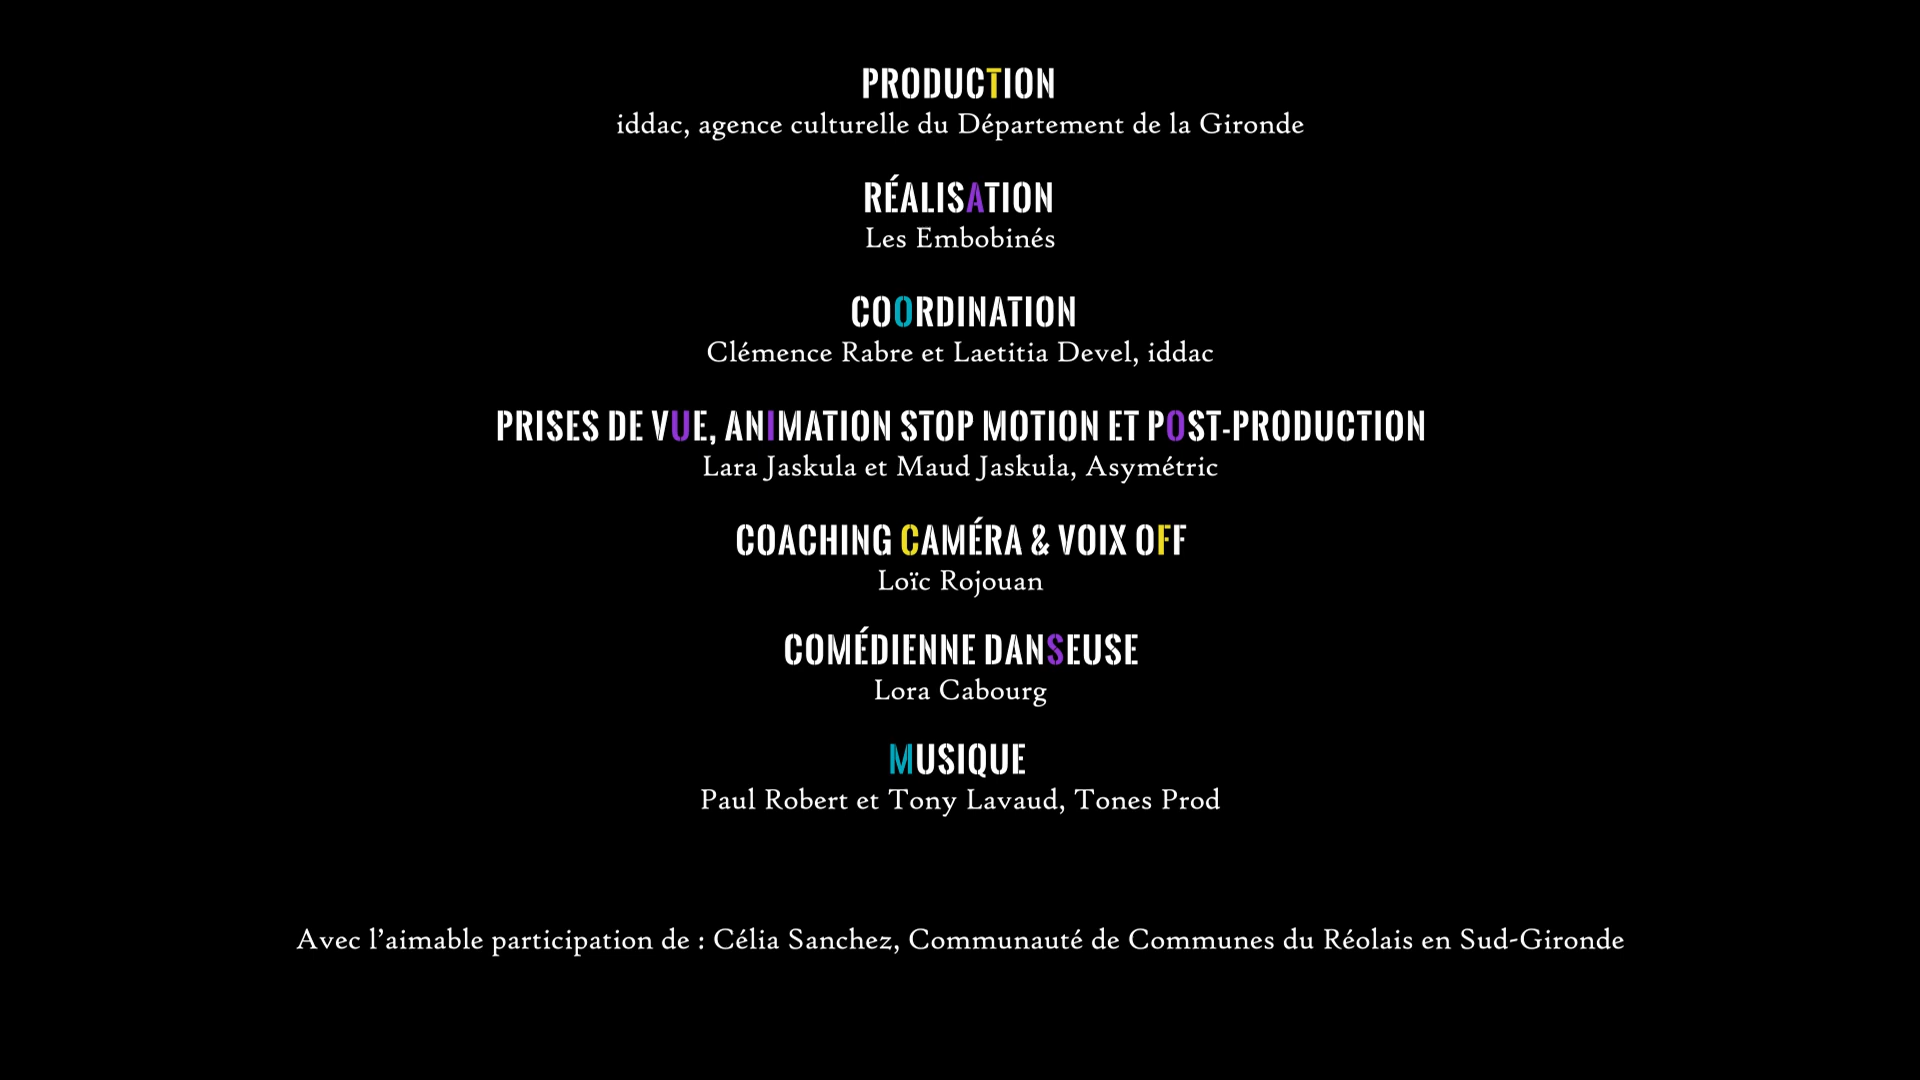 PRODUCTION
iddac, agence culturelle du Département de la Gironde
RÉALISATION
Les Embobinés
COORDINATION
Clémence Rabre et Laetitia Devel, iddac
PRISES DE VUE, ANIMATION STOP MOTION ET POST-PRODUCTION
Lara Jaskula et Maud Jaskula, Asymétric
COACHING CAMÉRA & VOIX OFF
Loïc Rojouan
COMÉDIENNE DANSEUSE
Lora Cabourg
MUSIQUE
Paul Robert et Tony Lavaud, Tones Prod
Avec l’aimable participation de : Célia Sanchez, Communauté de Communes du Réolais en Sud-Gironde